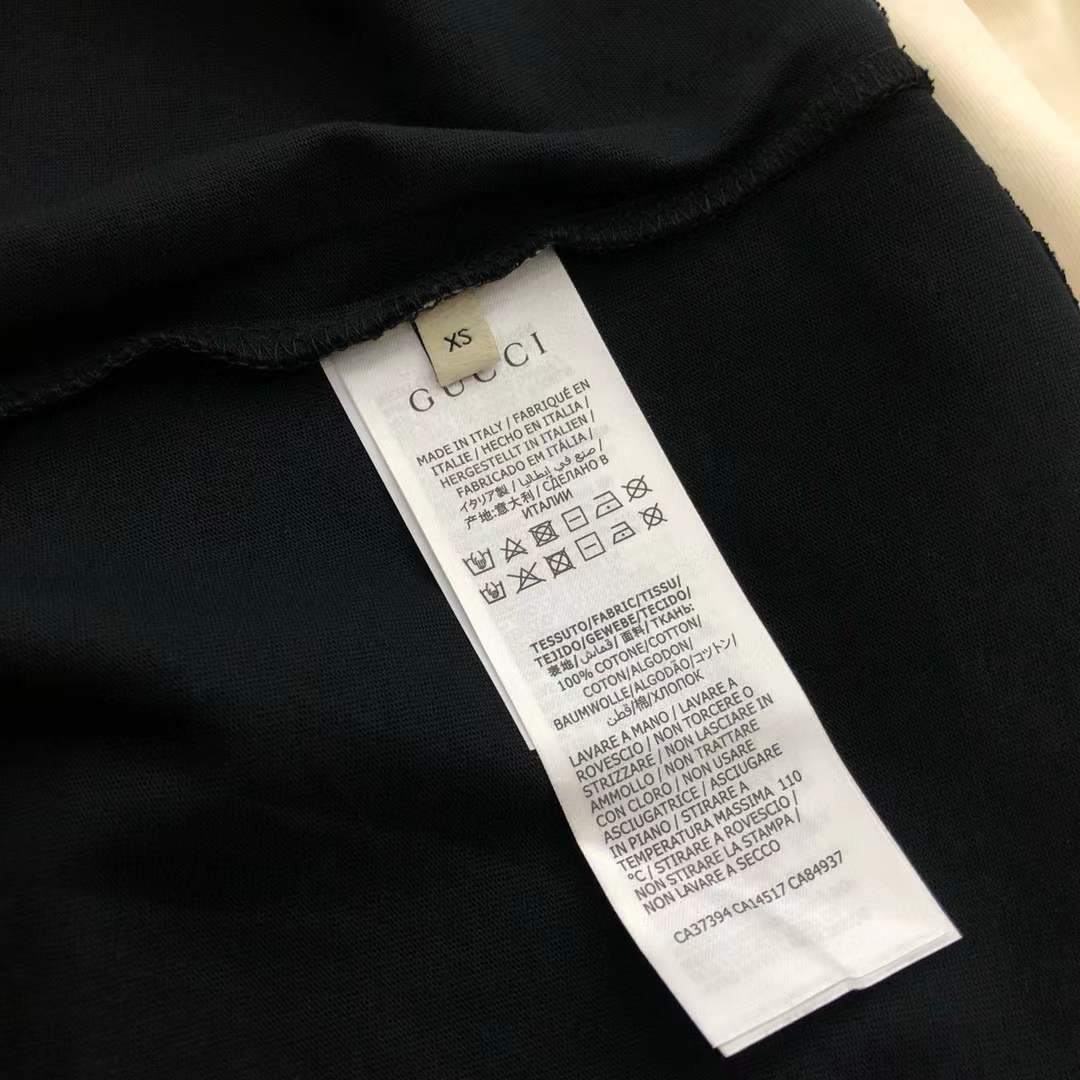 XS
GUCCI
MADE IN ITALY / FABRIQUÉ EN
ITALIE / HECHO EN ITALIA /
HERGESTELLT IN ITALIEN /
FABRICADO EM ITÁLIA /
イタリア製 / صنع في إيطاليا /
产地:意大利 / СДЕЛАНО В
ИТАЛИИ
TESSUTO/FABRIC/TISSU/
TEJIDO/GEWEBE/TECIDO/
表地/قماش/面料/ТКАНЬ:
100% COTONE/COTTON/
COTON/ALGODON/
BAUMWOLLE/ALGODÃO/コットン/
قطن/棉/ХЛОПОК
LAVARE A MANO / LAVARE A
ROVESCIO / NON TORCERE O
STRIZZARE / NON LASCIARE IN
AMMOLLO / NON TRATTARE
CON CLORO / NON USARE
ASCIUGATRICE / ASCIUGARE
IN PIANO / STIRARE A
TEMPERATURA MASSIMA 110
°C / STIRARE A ROVESCIO /
NON STIRARE LA STAMPA /
NON LAVARE A SECCO
CA37394 CA14517 CA84937